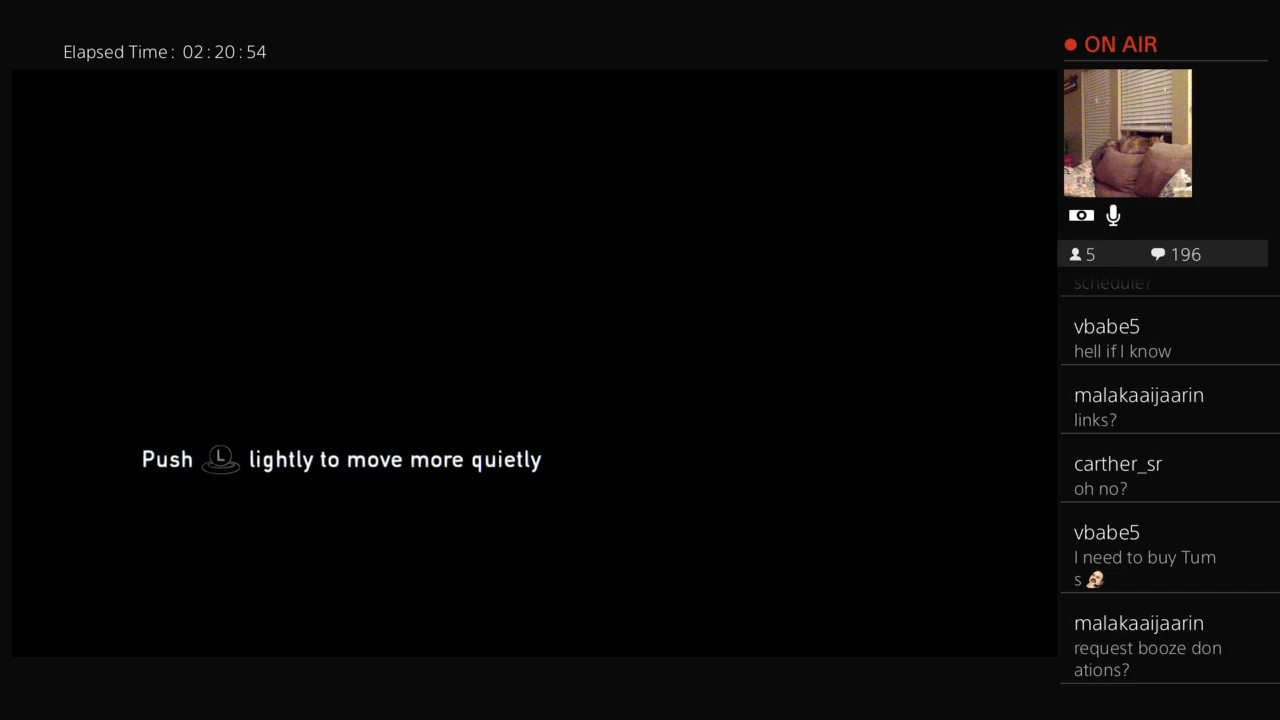 Elapsed Time: 02:20:54
ON AIR
5 196
schedule?
vbabe5
hell if I know
malakaaijaarin
links?
carther_sr
oh no?
vbabe5
I need to buy Tum
s
malakaaijaarin
request booze don
ations?
Push L lightly to move more quietly